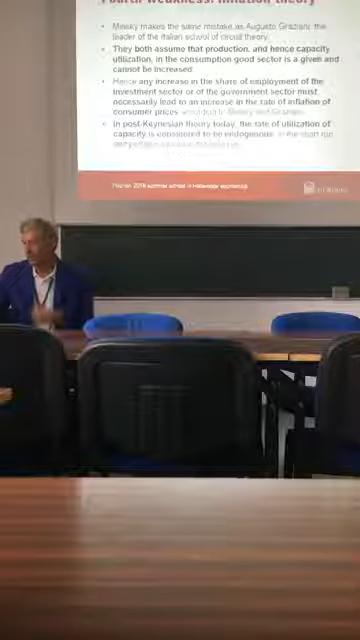 Fourth weakness: inflation theory
• Minsky makes the same mistake as Augusto Graziani, the
leader of the Italian school of circuit theory.
• They both assume that production, and hence capacity
utilization, in the consumption good sector is a given and
cannot be increased.
• Hence any increase in the share of employment of the
investment sector or of the government sector must
necessarily lead to an increase in the rate of inflation of
consumer prices
• In post-Keynesian theory today, the rate of utilization of
capacity is considered to be endogenous, in the short run